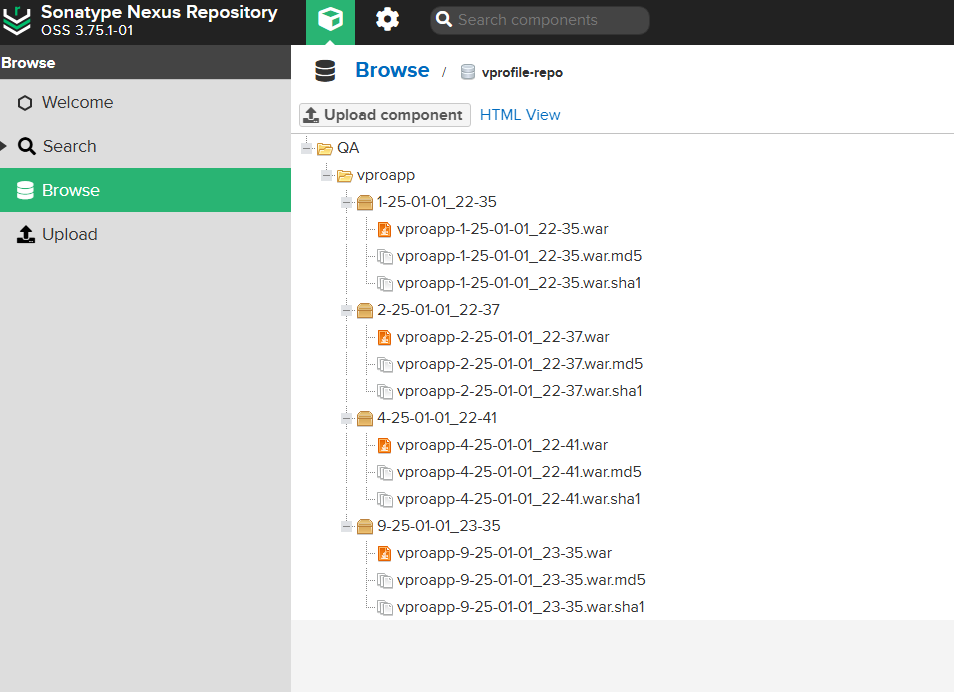 Sonatype Nexus Repository
OSS 3.75.1-01
Search components
Browse
Welcome
Search
Browse
Upload
Browse / vprofile-repo
Upload component HTML View
QA
vproapp
1-25-01-01_22-35
vproapp-1-25-01-01_22-35.war
vproapp-1-25-01-01_22-35.war.md5
vproapp-1-25-01-01_22-35.war.sha1
2-25-01-01_22-37
vproapp-2-25-01-01_22-37.war
vproapp-2-25-01-01_22-37.war.md5
vproapp-2-25-01-01_22-37.war.sha1
4-25-01-01_22-41
vproapp-4-25-01-01_22-41.war
vproapp-4-25-01-01_22-41.war.md5
vproapp-4-25-01-01_22-41.war.sha1
9-25-01-01_23-35
vproapp-9-25-01-01_23-35.war
vproapp-9-25-01-01_23-35.war.md5
vproapp-9-25-01-01_23-35.war.sha1